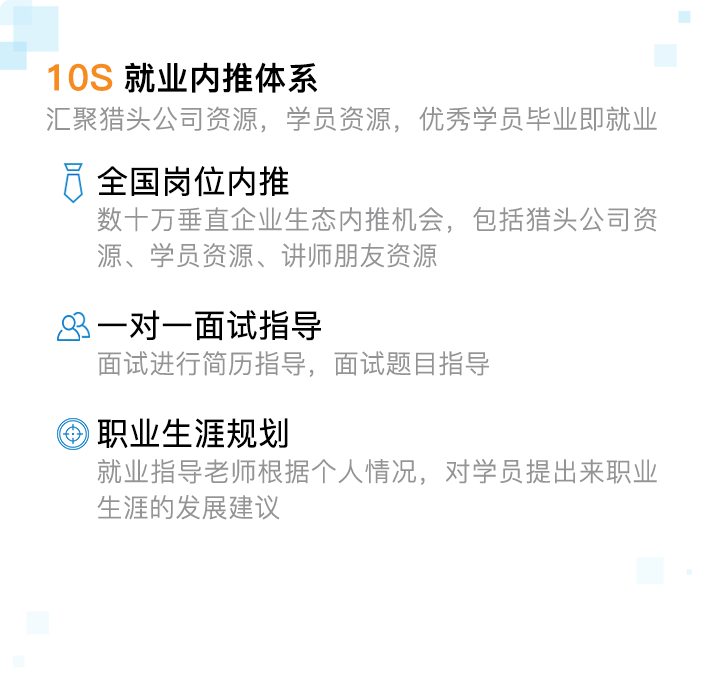 10S 就业内推体系
汇聚猎头公司资源，学员资源，优秀学员毕业即就业
全国岗位内推
数十万垂直企业生态内推机会，包括猎头公司资
源、学员资源、讲师朋友资源
一对一面试指导
面试进行简历指导，面试题目指导
职业生涯规划
就业指导老师根据个人情况，对学员提出来职业
生涯的发展建议